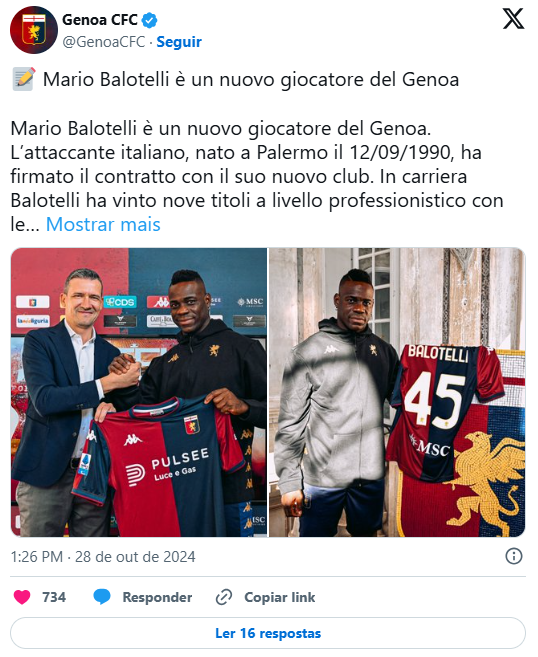 Genoa CFC
@GenoaCFC · Seguir
📝 Mario Balotelli è un nuovo giocatore del Genoa
Mario Balotelli è un nuovo giocatore del Genoa.
L’attaccante italiano, nato a Palermo il 12/09/1990, ha
firmato il contratto con il suo nuovo club. In carriera
Balotelli ha vinto nove titoli a livello professionistico con
le... Mostrar mais
CDS
MSC
Kappa
PULSEE
Luce e Gas
BALOTELLI
45
MSC
1:26 PM · 28 de out de 2024
734 Responder Copiar link
Ler 16 respostas